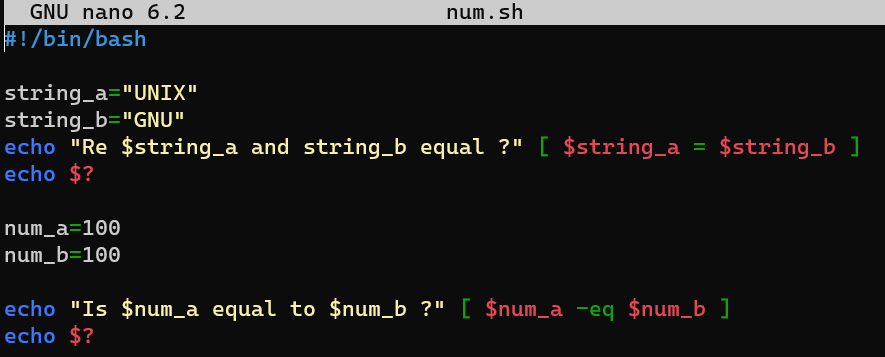 GNU nano 6.2 num.sh
#!/bin/bash
string_a="UNIX"
string_b="GNU"
echo "Re $string_a and string_b equal ?" [ $string_a = $string_b ]
echo $?
num_a=100
num_b=100
echo "Is $num_a equal to $num_b ?" [ $num_a -eq $num_b ]
echo $?